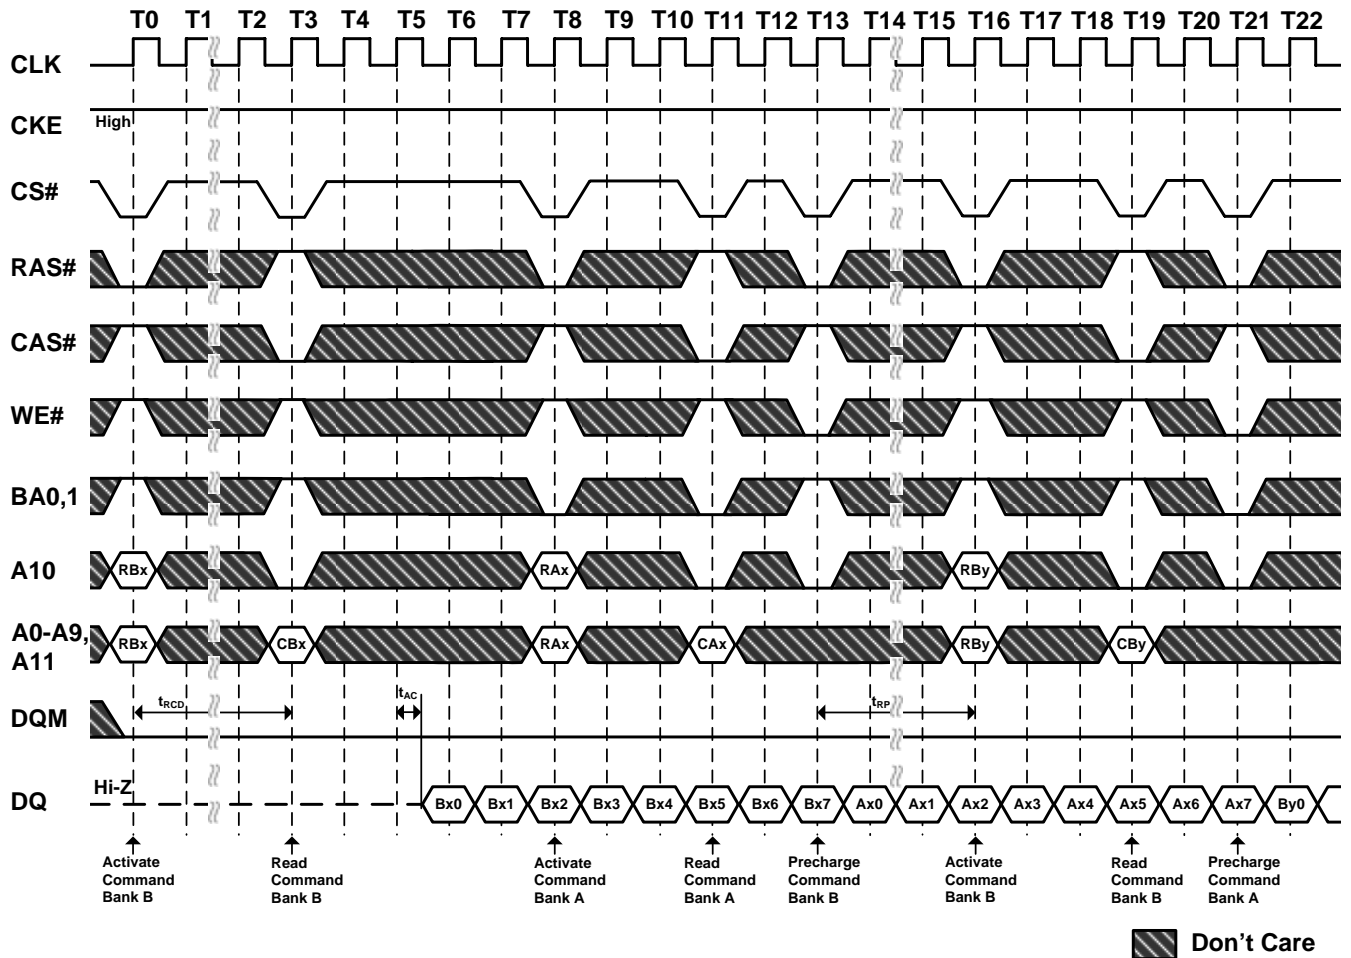 T0 T1 T2 T3 T4 T5 T6 T7 T8 T9 T10 T11 T12 T13 T14 T15 T16 T17 T18 T19 T20 T21 T22
CLK
CKE High
CS#
RAS#
CAS#
WE#
BA0,1
A10 RBx RAx RBy
A0-A9,
A11 RBx CBx RAx CAx RBy CBy
DQM tRCD tAC tRP
DQ Hi-Z Bx0 Bx1 Bx2 Bx3 Bx4 Bx5 Bx6 Bx7 Ax0 Ax1 Ax2 Ax3 Ax4 Ax5 Ax6 Ax7 By0
Activate
Command
Bank B
Read
Command
Bank B
Activate
Command
Bank A
Read
Command
Bank A
Precharge
Command
Bank B
Activate
Command
Bank B
Read
Command
Bank B
Precharge
Command
Bank A
Don't Care